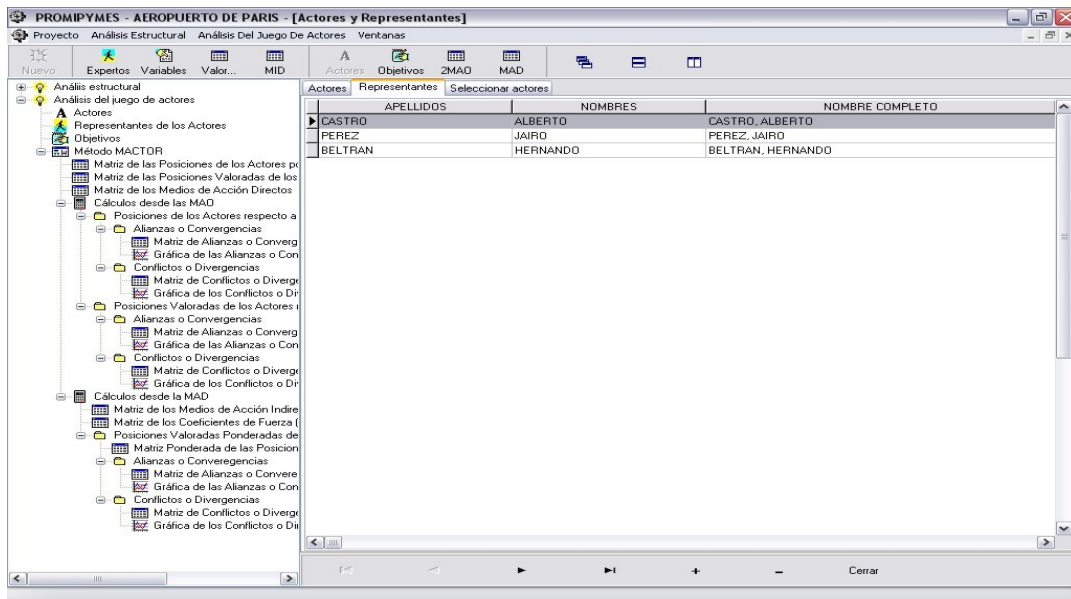 PROMIPYMES - AEROPUERTO DE PARIS - [Actores y Representantes]
Proyecto Análisis Estructural Análisis Del Juego De Actores Ventanas
Nuevo Expertos Variables Valor... MID Actores Objetivos 2MAO MAD
Actores Representantes Seleccionar actores
APELLIDOS NOMBRES NOMBRE COMPLETO
CASTRO ALBERTO CASTRO, ALBERTO
PEREZ JAIRO PEREZ, JAIRO
BELTRAN HERNANDO BELTRAN, HERNANDO
Análiis estructural
Análisis del juego de actores
A Actores
Representantes de los Actores
Objetivos
Método MACTOR
Matriz de las Posiciones de los Actores po
Matriz de las Posiciones Valoradas de los
Matriz de los Medios de Acción Directos
Cálculos desde las MAO
Posiciones de los Actores respecto a
Alianzas o Convergencias
Matriz de Alianzas o Converg
Gráfica de las Alianzas o Con
Conflictos o Divergencias
Matriz de Conflictos o Diverge
Gráfica de los Conflictos o Di
Posiciones Valoradas de los Actores
Alianzas o Convergencias
Matriz de Alianzas o Converg
Gráfica de las Alianzas o Con
Conflictos o Divergencias
Matriz de Conflictos o Diverge
Gráfica de los Conflictos o Di
Cálculos desde la MAD
Matriz de los Medios de Acción Indire
Matriz de los Coeficientes de Fuerza (
Posiciones Valoradas Ponderadas de
Matriz Ponderada de las Posicion
Alianzas o Converegencias
Matriz de Alianzas o Convere
Gráfica de las Alianzas o Con
Conflictos o Divergencias
Matriz de Conflictos o Diverge
Gráfica de los Conflictos o Di
Cerrar